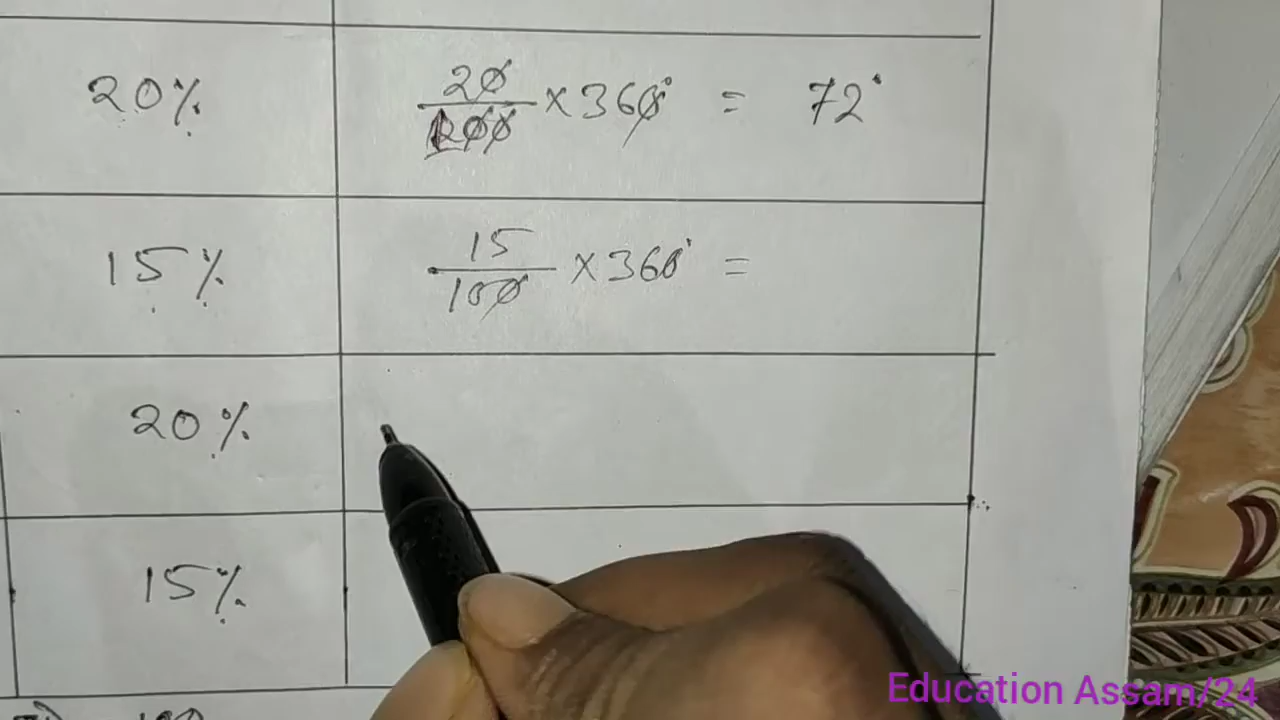 20% 20/100 × 360° = 72°
15% 15/100 × 360° =
20%
15%
Education Assam/24